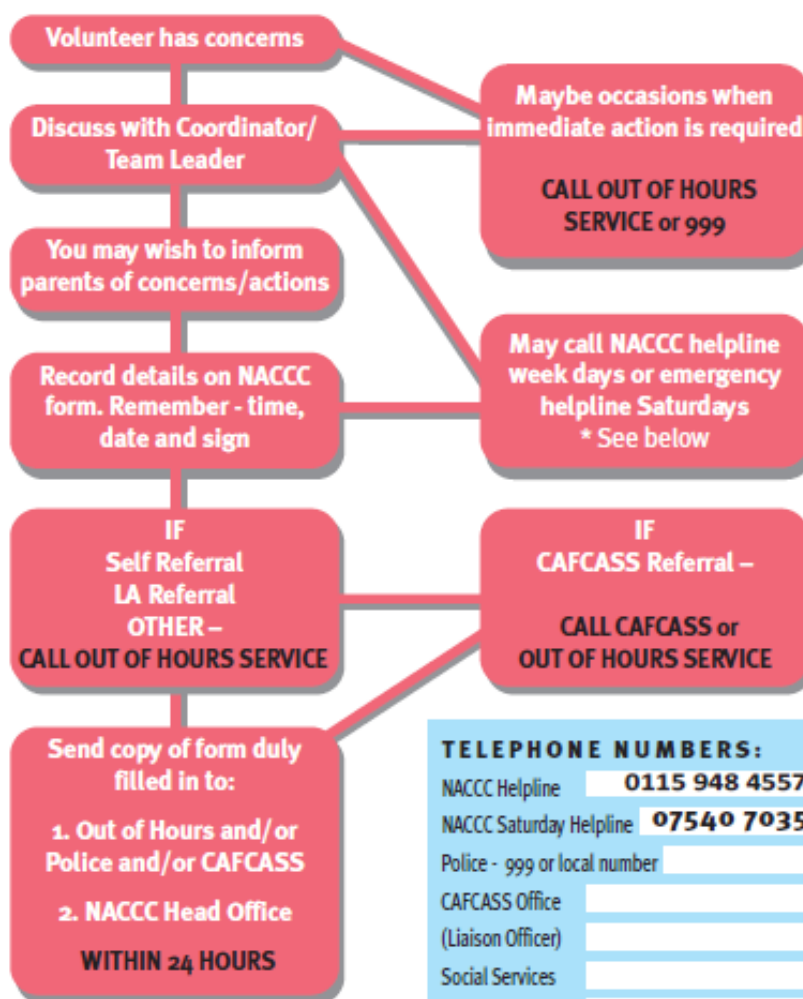 Volunteer has concerns
Discuss with Coordinator/
Team Leader
You may wish to inform
parents of concerns/actions
Record details on NACCC
form. Remember - time,
date and sign
IF
Self Referral
LA Referral
OTHER –
CALL OUT OF HOURS SERVICE
Send copy of form duly
filled in to:
1. Out of Hours and/or
Police and/or CAFCASS
2. NACCC Head Office
WITHIN 24 HOURS
Maybe occasions when
immediate action is required
CALL OUT OF HOURS
SERVICE or 999
May call NACCC helpline
week days or emergency
helpline Saturdays
* See below
IF
CAFCASS Referral –
CALL CAFCASS or
OUT OF HOURS SERVICE
TELEPHONE NUMBERS:
NACCC Helpline 0115 948 4557
NACCC Saturday Helpline 07540 7035
Police - 999 or local number
CAFCASS Office
(Liaison Officer)
Social Services